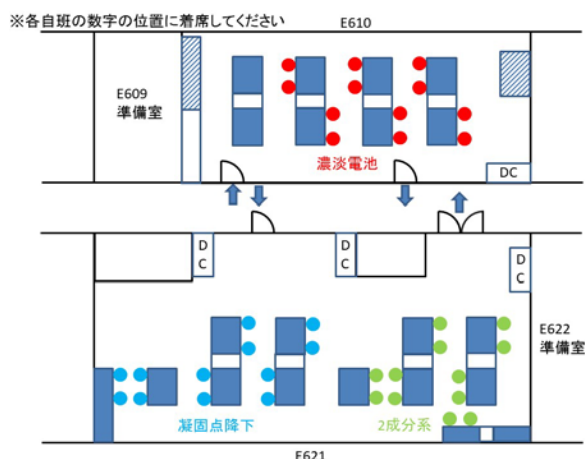 ※各自班の数字の位置に着席してください
E610
E609
準備室
濃淡電池
DC
D
C
D
C
D
C
E622
準備室
凝固点降下
2成分系
E621